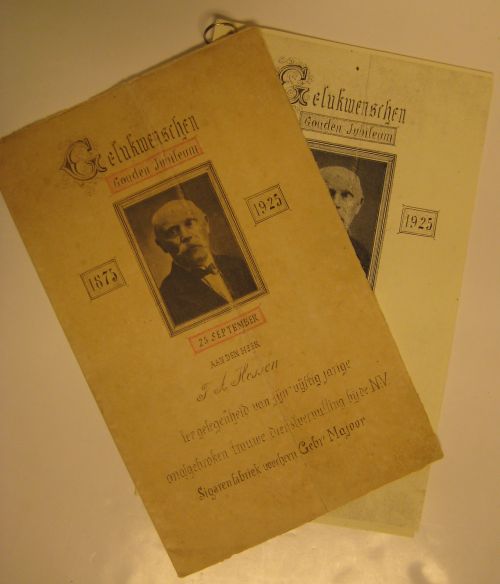 Gelukwenschen
Gouden Jubileum
1875
1925
25 SEPTEMBER
AAN DEN HEER
T A Hessen
ter gelegenheid van zijn vijftig jarige
onafgebroken trouwe dienstvervulling bij de N.V.
Sigarenfabriek voorheen Gebr Majoor
Gelukwenschen
Gouden Jubileum
1925